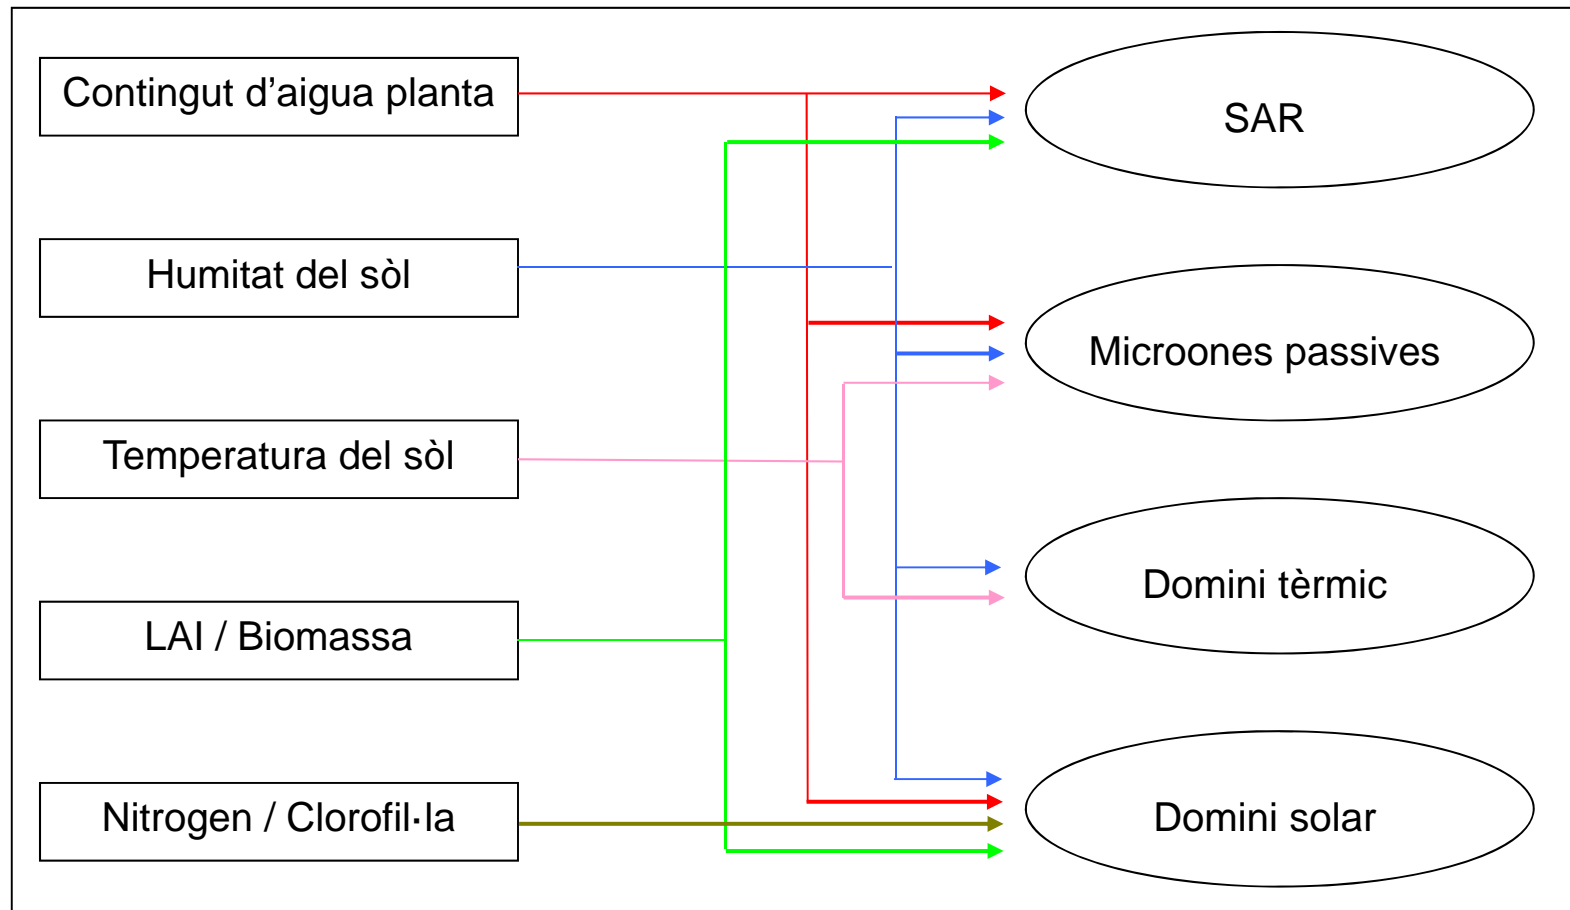 Contingut d’aigua planta
SAR
Humitat del sòl
Microones passives
Temperatura del sòl
Domini tèrmic
LAI / Biomassa
Nitrogen / Clorofil·la
Domini solar